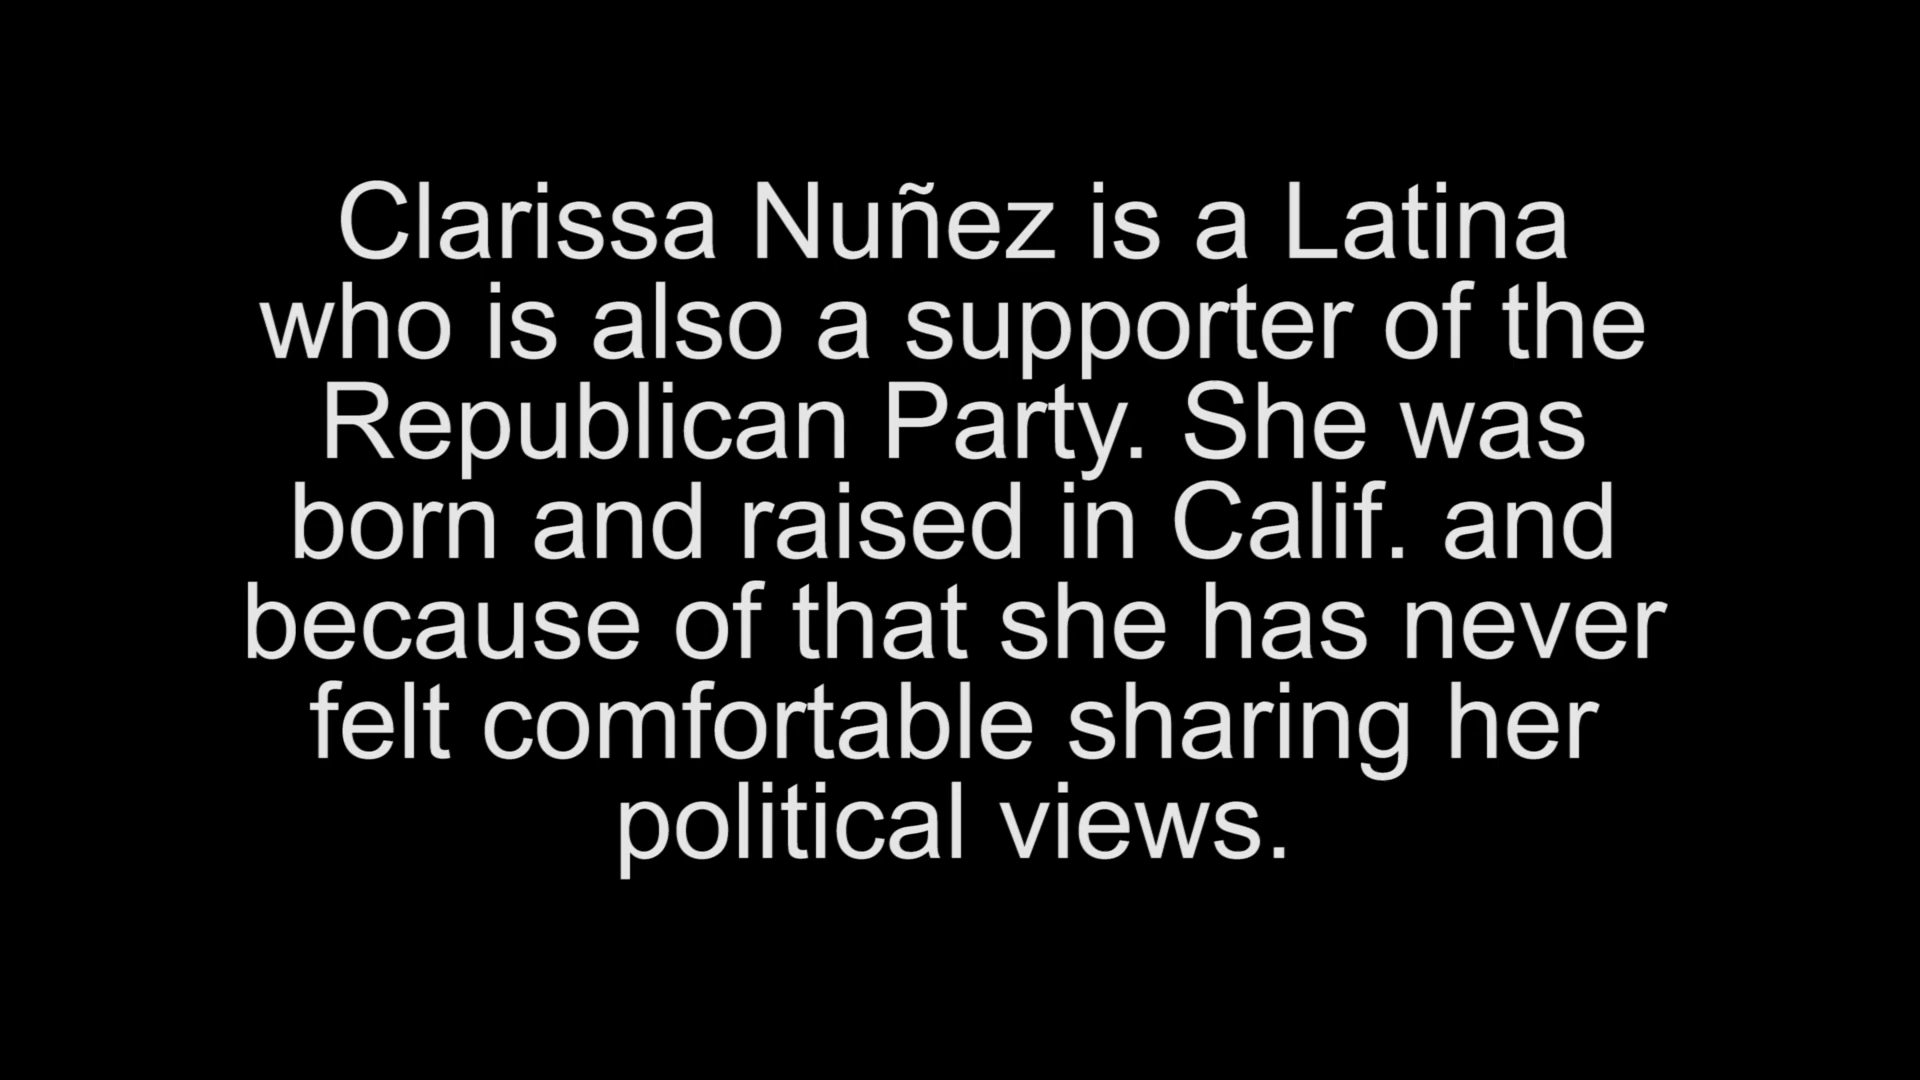 Clarissa Nuñez is a Latina
who is also a supporter of the
Republican Party. She was
born and raised in Calif. and
because of that she has never
felt comfortable sharing her
political views.